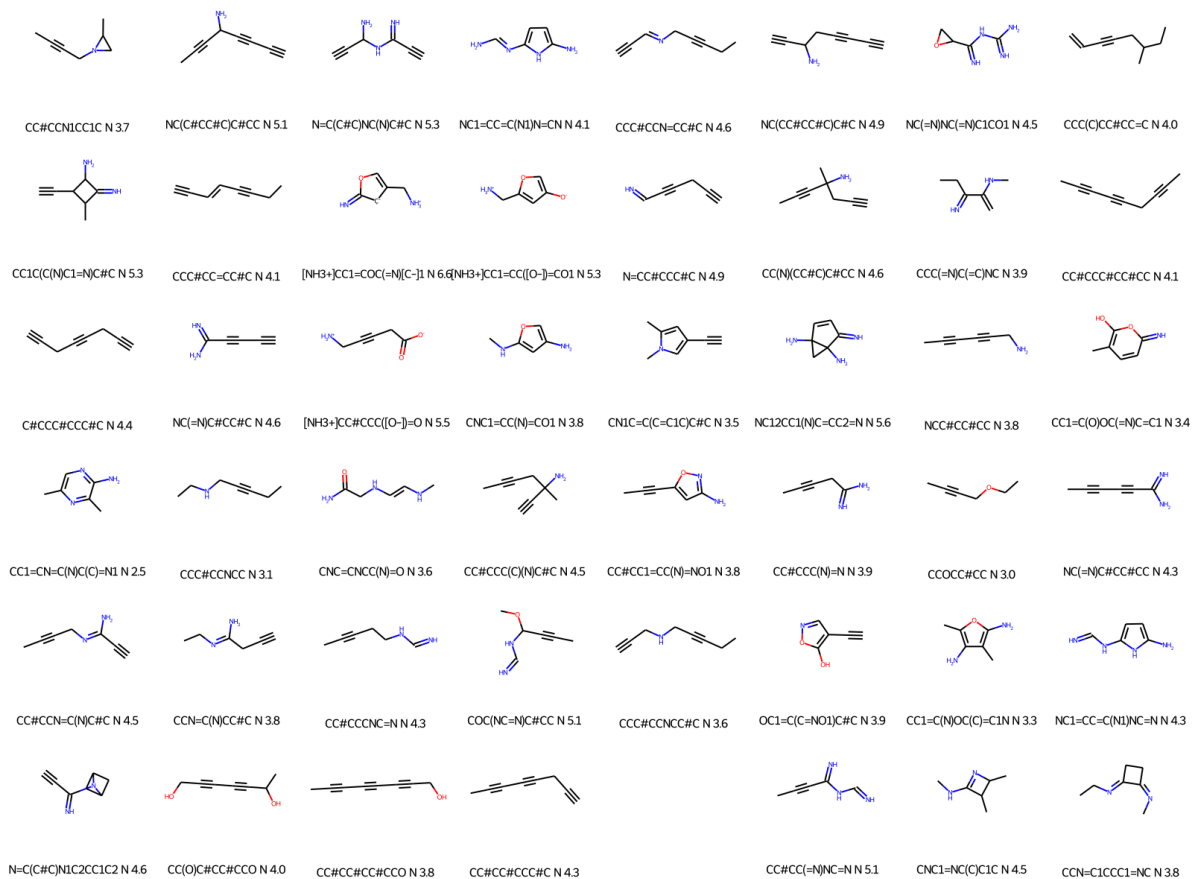 CC#CCN1CC1C N 3.7
NC(C#CC#C)C#CC N 5.1
N=C(C#C)NC(N)C#C N 5.3
NC1=CC=C(N1)N=CN N 4.1
CCC#CCN=CC#C N 4.6
NC(CC#CC#C)C#C N 4.9
NC(=N)NC(=N)C1CO1 N 4.5
CCC(C)CC#CC=C N 4.0
CC1C(C(N)C1=N)C#C N 5.3
CCC#CC=CC#C N 4.1
[NH3+]CC1=COC(=N)[C-]1 N 6.6
[NH3+]CC1=CC([O-])=CO1 N 5.3
N=CC#CCC#C N 4.9
CC(N)(CC#C)C#CC N 4.6
CCC(=N)C(=C)NC N 3.9
CC#CCC#CC#CC N 4.1
C#CCC#CCC#C N 4.4
NC(=N)C#CC#C N 4.6
[NH3+]CC#CCC([O-])=O N 5.5
CNC1=CC(N)=CO1 N 3.8
CN1C=C(C=C1C)C#C N 3.5
NC12CC1(N)C=CC2=N N 5.6
NCC#CC#CC N 3.8
CC1=C(O)OC(=N)C=C1 N 3.4
CC1=CN=C(N)C(C)=N1 N 2.5
CCC#CCNCC N 3.1
CNC=CNCC(N)=O N 3.6
CC#CCC(C)(N)C#C N 4.5
CC#CC1=CC(N)=NO1 N 3.8
CC#CCC(N)=N N 3.9
CCOCC#CC N 3.0
NC(=N)C#CC#CC N 4.3
CC#CCN=C(N)C#C N 4.5
CCN=C(N)CC#C N 3.8
CC#CCCNC=N N 4.3
COC(NC=N)C#CC N 5.1
CCC#CCNCC#C N 3.6
OC1=C(C=NO1)C#C N 3.9
CC1=C(N)OC(C)=C1N N 3.3
NC1=CC=C(N1)NC=N N 4.3
N=C(C#C)N1C2CC1C2 N 4.6
CC(O)C#CC#CCO N 4.0
CC#CC#CC#CCO N 3.8
CC#CC#CCC#C N 4.3
CC#CC(=N)NC=N N 5.1
CNC1=NC(C)C1C N 4.5
CCN=C1CCC1=NC N 3.8